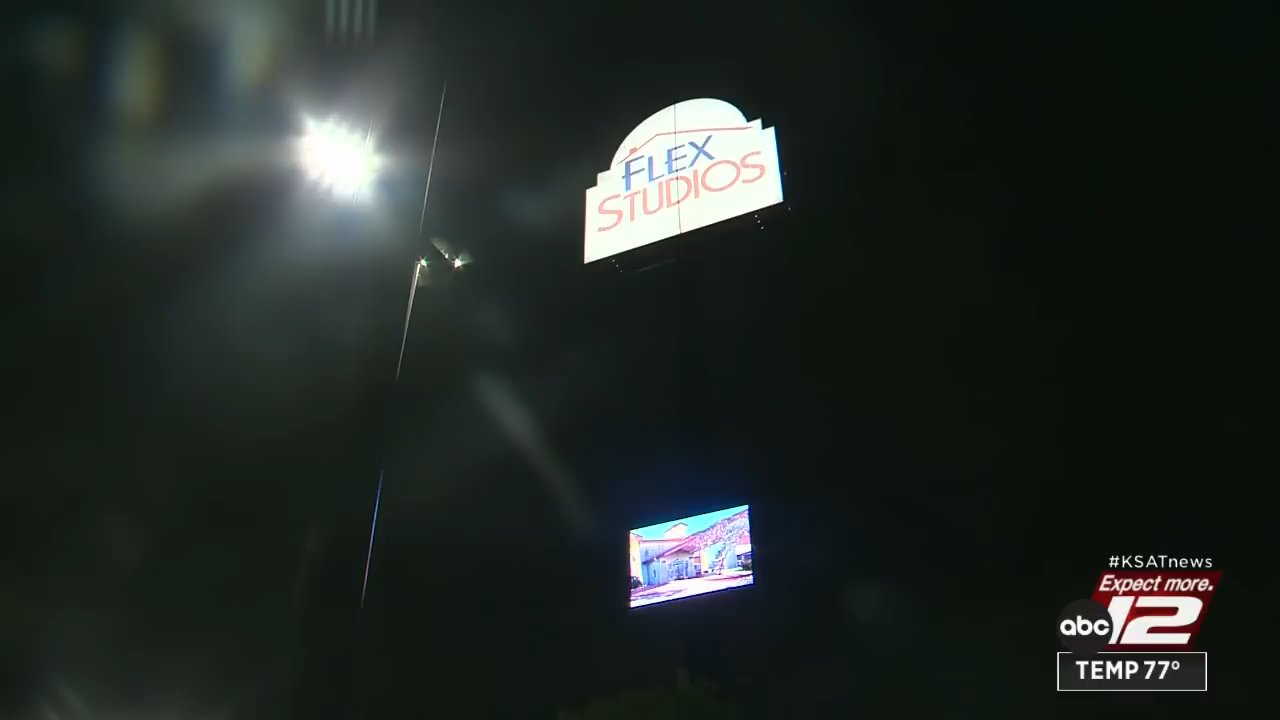 FLEX
STUDIOS
#KSATnews
Expect more.
abc 12
TEMP 77°